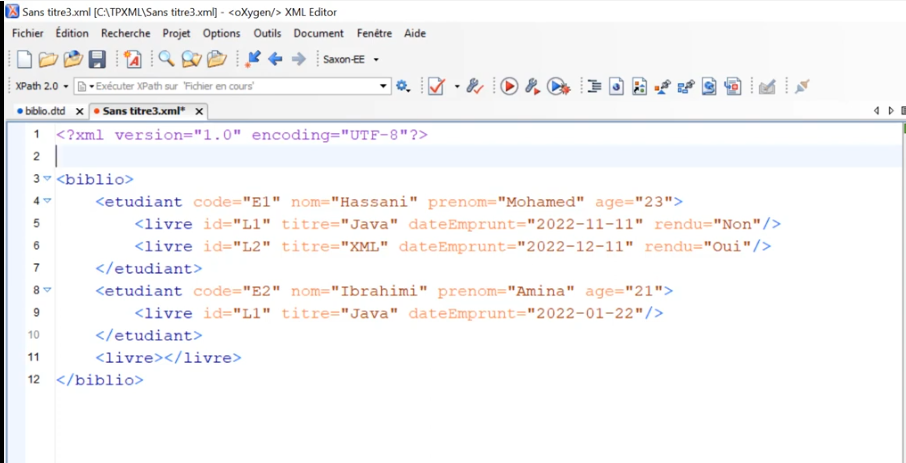 Sans titre3.xml [C:\TPXML\Sans titre3.xml] - <oXygen/> XML Editor
Fichier Édition Recherche Projet Options Outils Document Fenêtre Aide
Saxon-EE
XPath 2.0 Exécuter XPath sur 'Fichier en cours'
biblio.dtd Sans titre3.xml*
1 <?xml version="1.0" encoding="UTF-8"?>
2
3 <biblio>
4 <etudiant code="E1" nom="Hassani" prenom="Mohamed" age="23">
5 <livre id="L1" titre="Java" dateEmprunt="2022-11-11" rendu="Non"/>
6 <livre id="L2" titre="XML" dateEmprunt="2022-12-11" rendu="Oui"/>
7 </etudiant>
8 <etudiant code="E2" nom="Ibrahimi" prenom="Amina" age="21">
9 <livre id="L1" titre="Java" dateEmprunt="2022-01-22"/>
10 </etudiant>
11 <livre></livre>
12 </biblio>